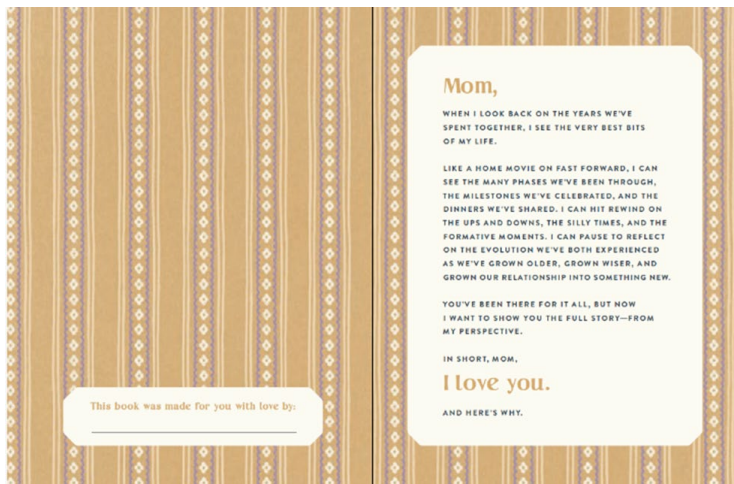 This book was made for you with love by:
Mom,
WHEN I LOOK BACK ON THE YEARS WE'VE
SPENT TOGETHER, I SEE THE VERY BEST BITS
OF MY LIFE.
LIKE A HOME MOVIE ON FAST FORWARD, I CAN
SEE THE MANY PHASES WE'VE BEEN THROUGH,
THE MILESTONES WE'VE CELEBRATED, AND THE
DINNERS WE'VE SHARED. I CAN HIT REWIND ON
THE UPS AND DOWNS, THE SILLY TIMES, AND THE
FORMATIVE MOMENTS. I CAN PAUSE TO REFLECT
ON THE EVOLUTION WE'VE BOTH EXPERIENCED
AS WE'VE GROWN OLDER, GROWN WISER, AND
GROWN OUR RELATIONSHIP INTO SOMETHING NEW.
YOU'VE BEEN THERE FOR IT ALL, BUT NOW
I WANT TO SHOW YOU THE FULL STORY—FROM
MY PERSPECTIVE.
IN SHORT, MOM,
I love you.
AND HERE'S WHY.